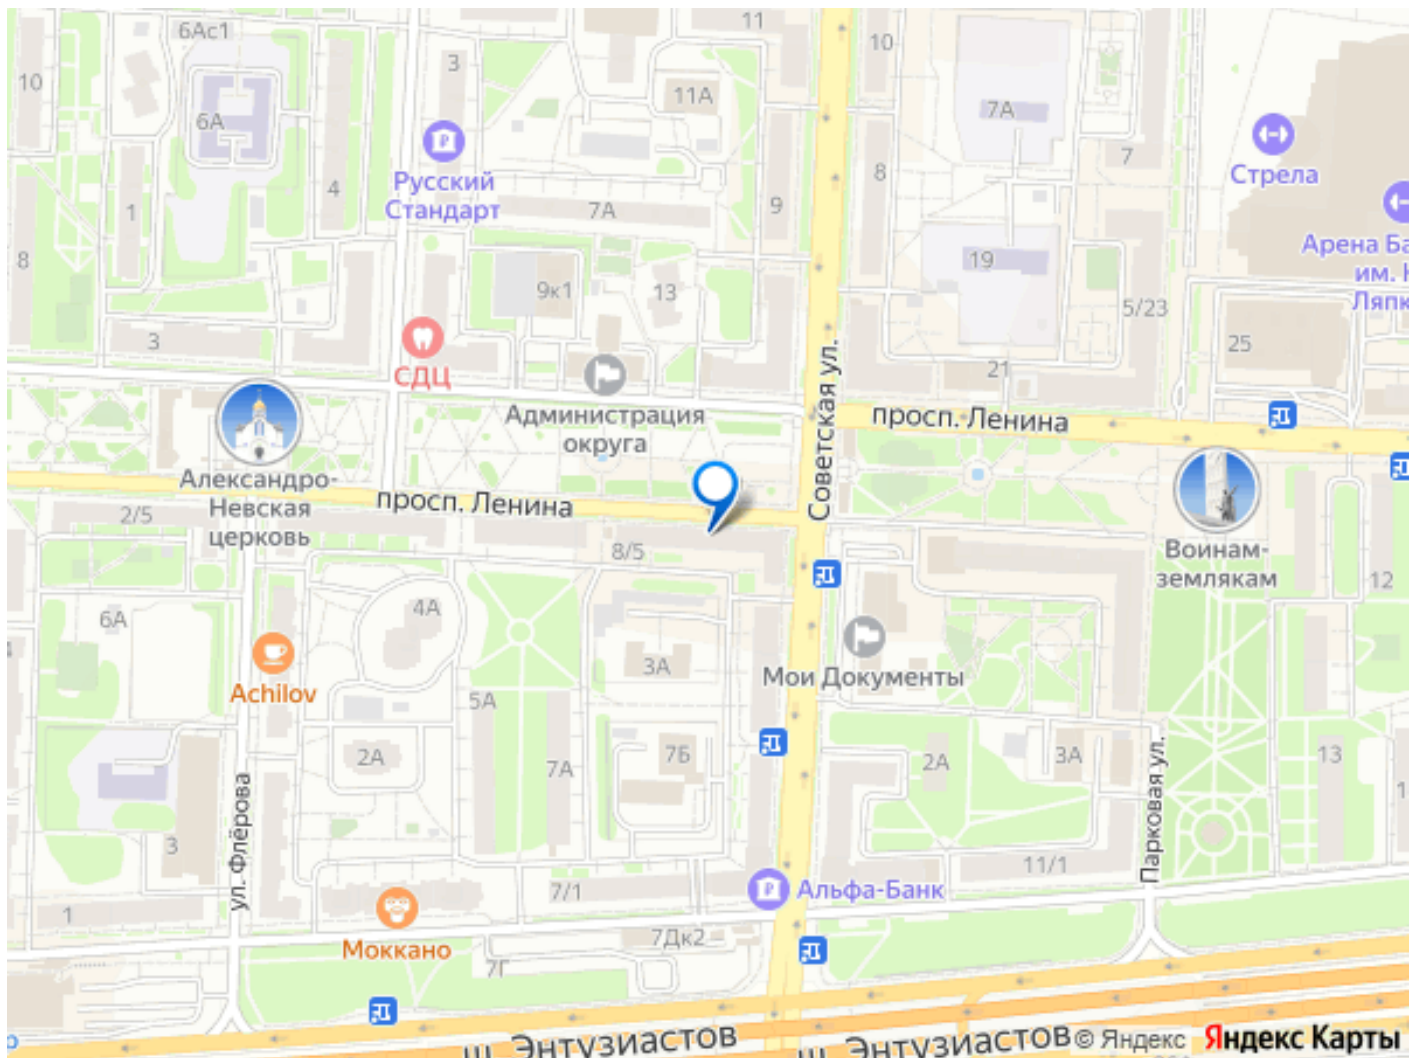 6Ас1
11
10
3
10
11А
7А
6А
7
8
Стрела
Русский
Стандарт
4
1
7А
9
Арена Ба
им. Н
Ляпк
8
19
9к1
13
5/23
3
25
СДЦ
21
Администрация
округа
Советская ул.
просп. Ленина
Александро-
Невская
церковь
просп. Ленина
2/5
8/5
Воинам-
землякам
12
6А
4А
3А
Мои Документы
Achilov
5А
2А
7Б
7А
2А
3А
13
1
ул. Флёрова
Парковая ул.
3
11/1
7/1
Альфа-Банк
1
Моккано
7Дк2
7Г
ш. Энтузиастов
ш. Энтузиастов
© Яндекс
Яндекс Карты